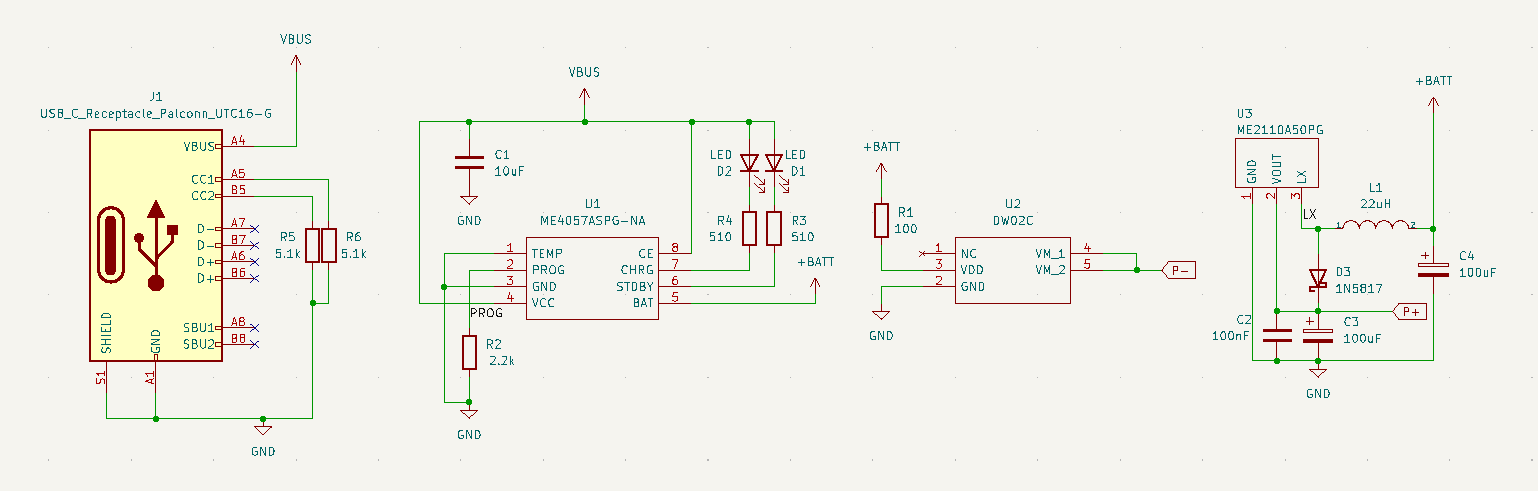 VBUS
J1
USB_C_Receptacle_Palconn_UTC16-G
VBUS
A4
CC1
A5
CC2
B5
D-
A7
D-
B7
D+
A6
D+
B6
SBU1
A8
SBU2
B8
SHIELD
GND
S1
A1
R5
5.1k
R6
5.1k
GND
VBUS
C1
10uF
GND
LED
D2
LED
D1
R4
510
R3
510
U1
ME4057ASPG-NA
1
TEMP
2
PROG
3
GND
4
VCC
CE
8
CHRG
7
STDBY
6
BAT
5
+BATT
PROG
R2
2.2k
GND
+BATT
R1
100
U2
DW02C
1
NC
3
VDD
2
GND
VM_1
4
VM_2
5
P-
GND
+BATT
U3
ME2110A50PG
GND
VOUT
LX
1
2
3
LX
L1
22uH
1
2
D3
1N5817
+
C4
100uF
P+
C2
100nF
+
C3
100uF
GND